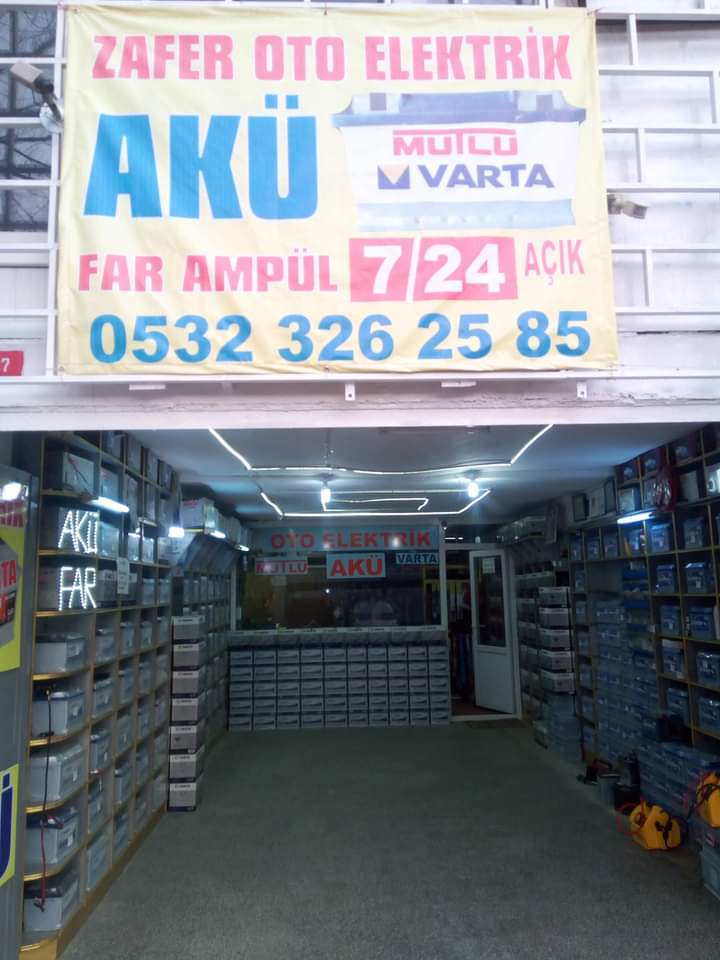 ZAFER OTO ELEKTRİK
AKÜ
MUTLU
VARTA
FAR AMPÜL 7/24 AÇIK
0532 326 25 85
7
AKÜ
FAR
OTO ELEKTRİK
MUTLU
AKÜ
VARTA